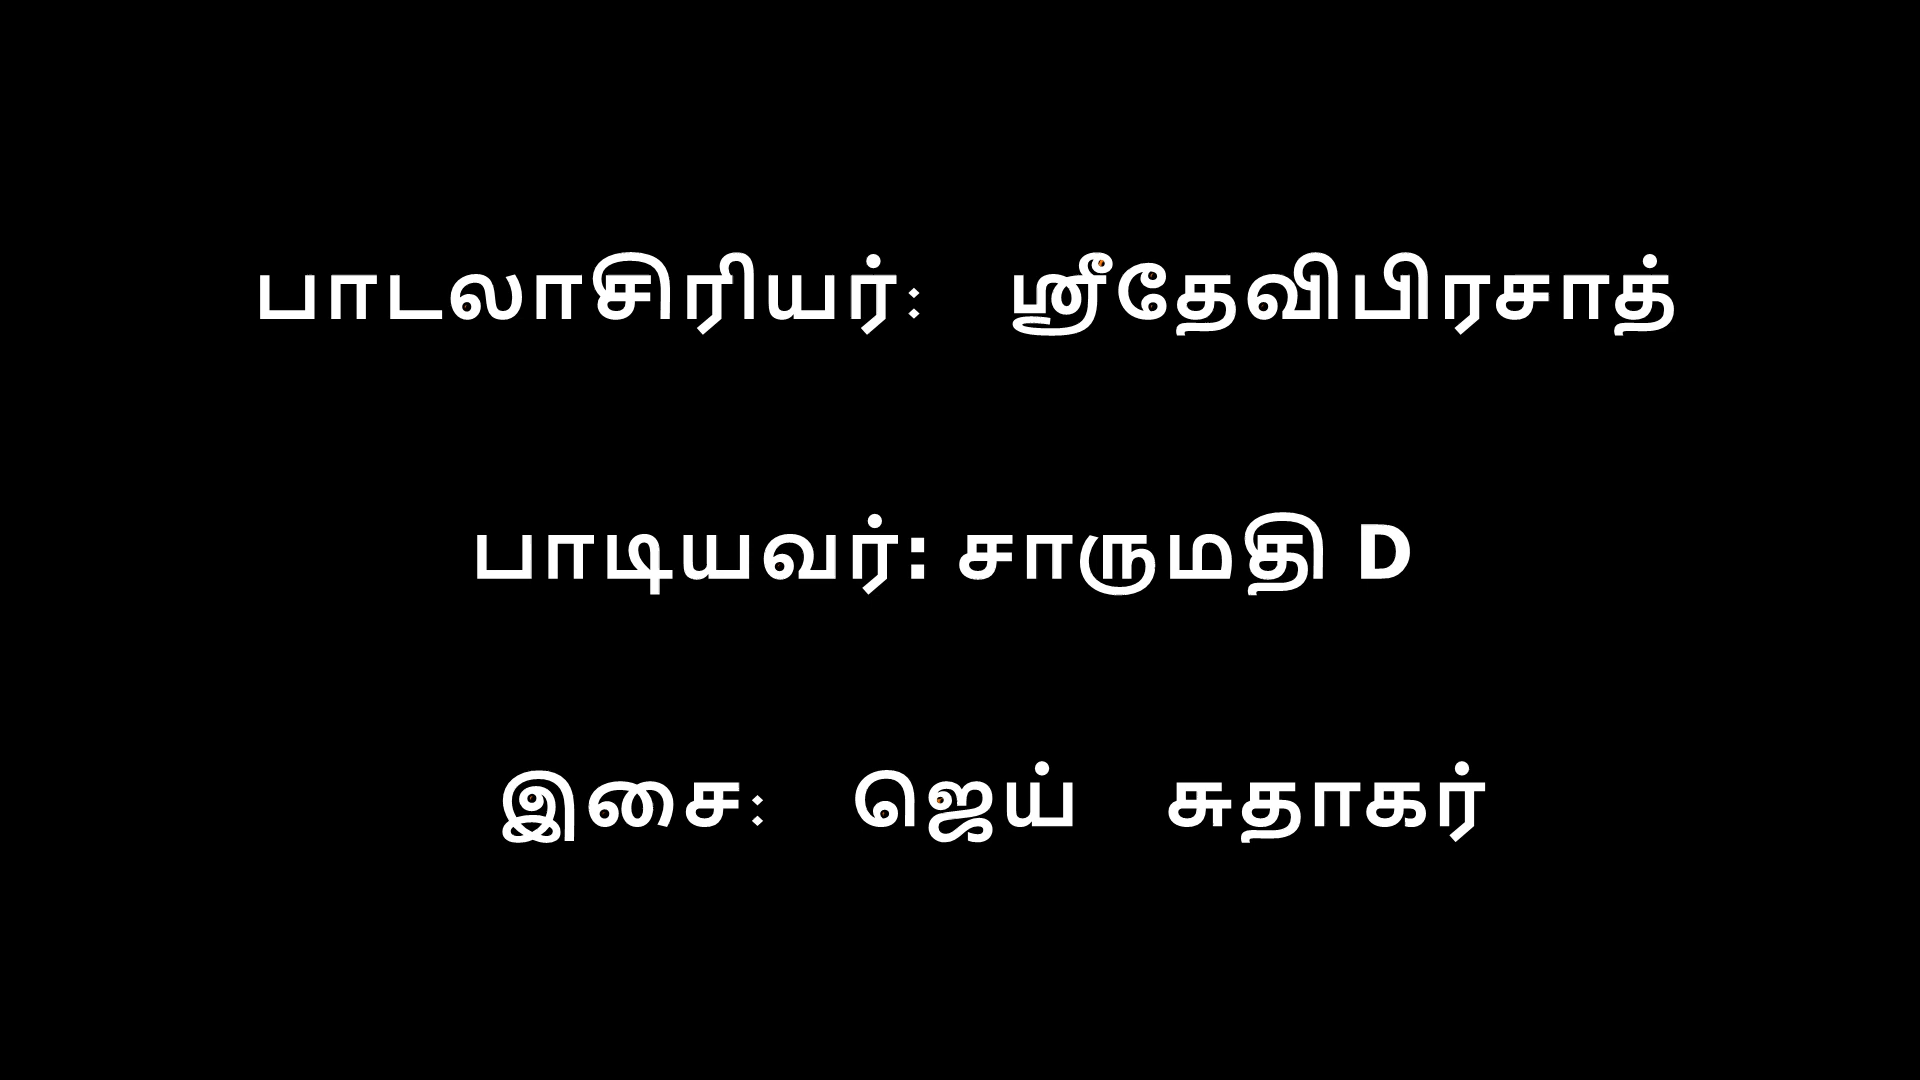 பாடலாசிரியர்: ஸ்ரீதேவிபிரசாத்
பாடியவர்: சாருமதி D
இசை: ஜெய் சுதாகர்